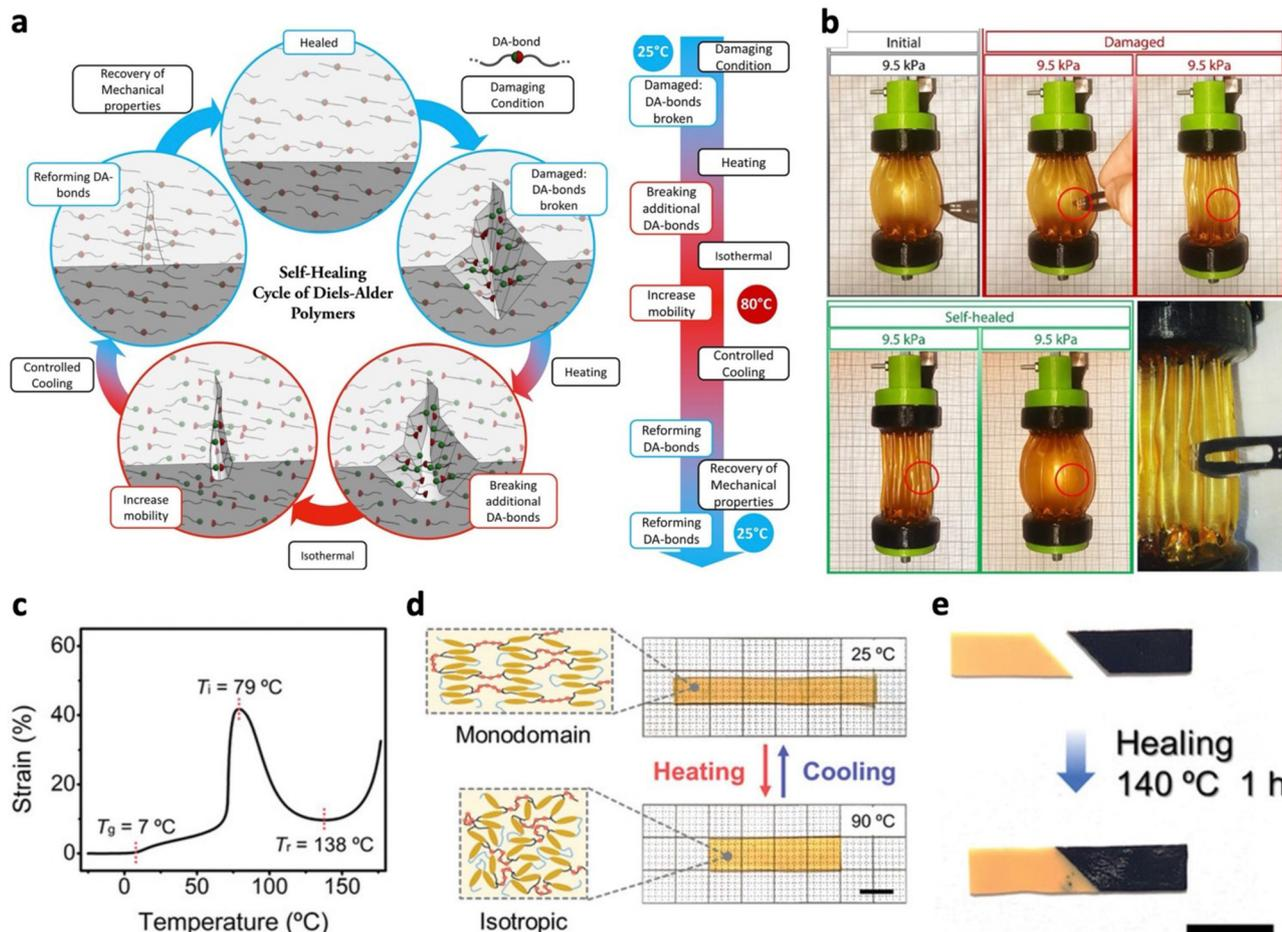 a
Healed
DA-bond
Damaging
Condition
Recovery of
Mechanical
properties
Reforming DA-
bonds
Damaged:
DA-bonds
broken
Self-Healing
Cycle of Diels-Alder
Polymers
Controlled
Cooling
Heating
Increase
mobility
Breaking
additional
DA-bonds
Isothermal
25°C
Damaging
Condition
Damaged:
DA-bonds
broken
Heating
Breaking
additional
DA-bonds
Isothermal
Increase
mobility
80°C
Controlled
Cooling
Reforming
DA-bonds
Recovery of
Mechanical
properties
Reforming
DA-bonds
25°C
b
Initial
Damaged
9.5 kPa
9.5 kPa
9.5 kPa
Self-healed
9.5 kPa
9.5 kPa
c
60
40
20
0
Strain (%)
Ti = 79 ºC
Tg = 7 ºC
Tr = 138 ºC
0
50
100
150
Temperature (ºC)
d
25 ºC
Monodomain
Heating
Cooling
90 ºC
Isotropic
e
Healing
140 ºC 1 h